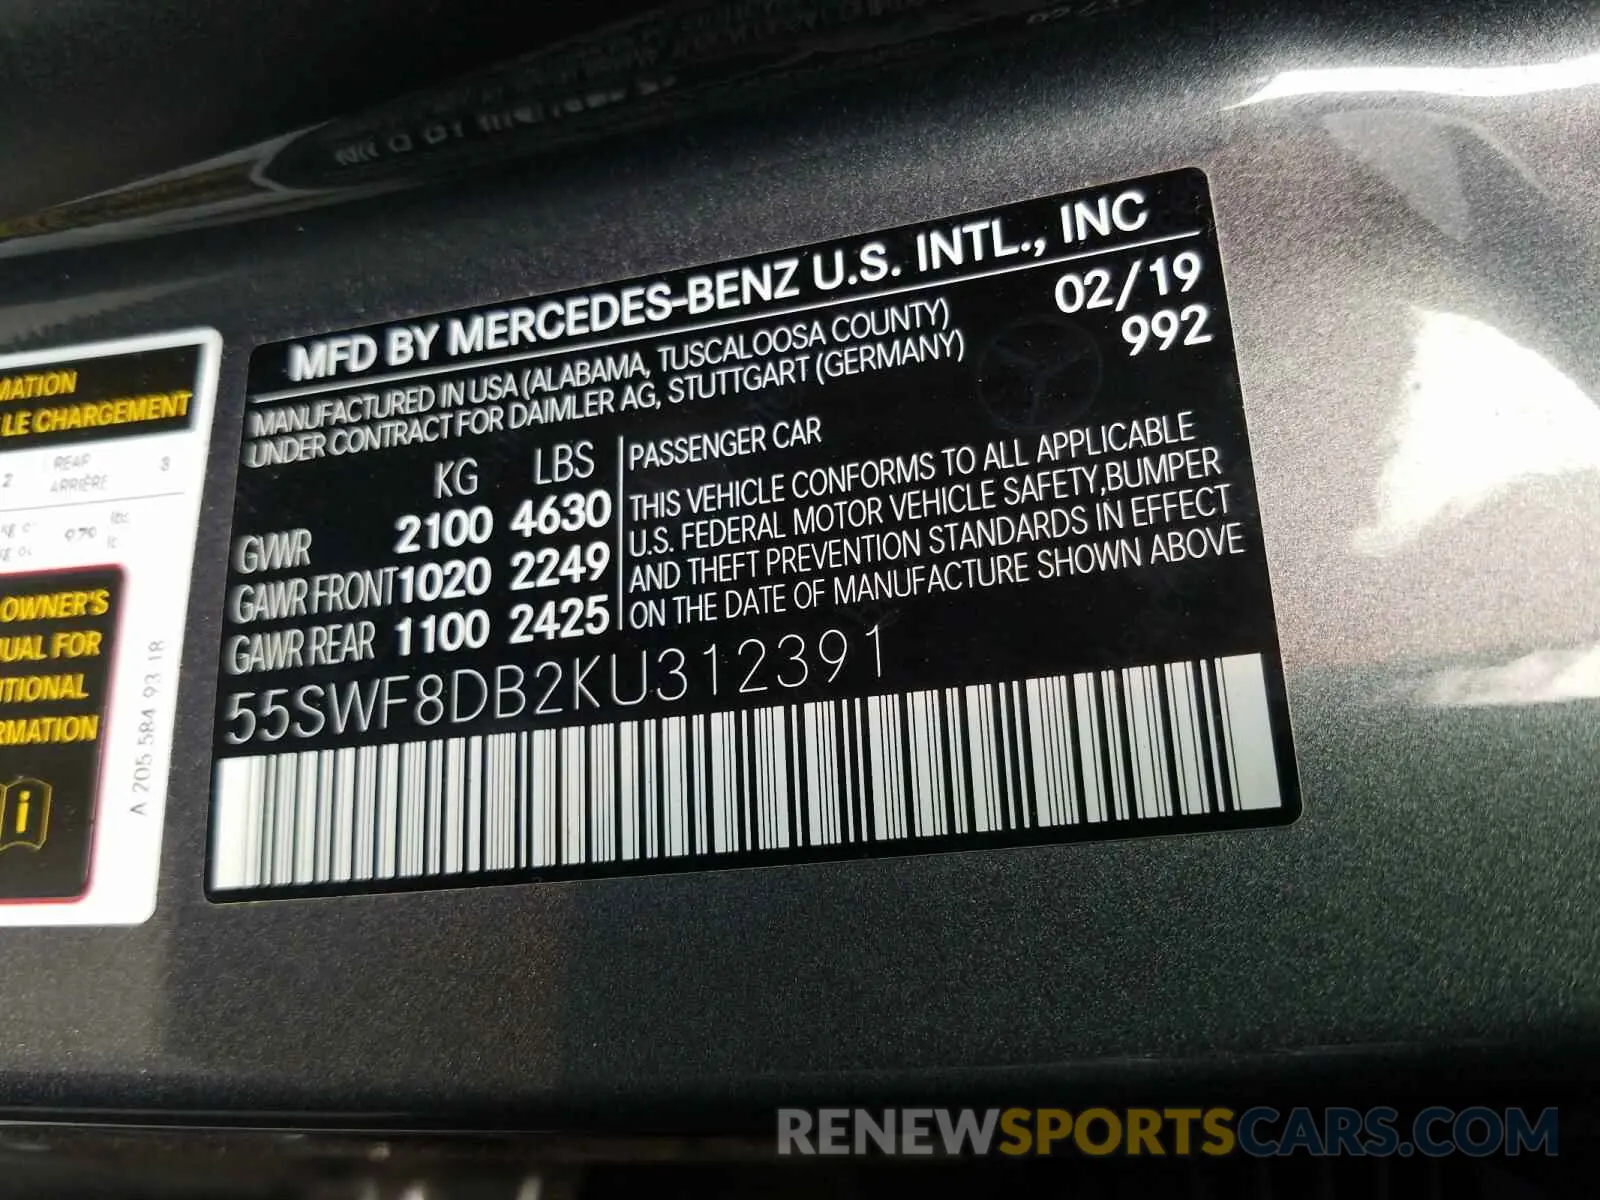 MFD BY MERCEDES-BENZ U.S. INTL., INC
MANUFACTURED IN USA (ALABAMA, TUSCALOOSA COUNTY)
UNDER CONTRACT FOR DAIMLER AG, STUTTGART (GERMANY)
02/19
992
KG LBS
GVWR 2100 4630
GAWR FRONT 1020 2249
GAWR REAR 1100 2425
PASSENGER CAR
THIS VEHICLE CONFORMS TO ALL APPLICABLE
U.S. FEDERAL MOTOR VEHICLE SAFETY,BUMPER
AND THEFT PREVENTION STANDARDS IN EFFECT
ON THE DATE OF MANUFACTURE SHOWN ABOVE
55SWF8DB2KU312391
MATION
LE CHARGEMENT
2 REAR 3
ARRIÈRE
OWNER'S
UAL FOR
ITIONAL
RMATION
i
A 205 584 93 18
RENEWSPORTSCARS.COM